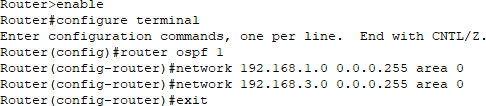 Router>enable
Router#configure terminal
Enter configuration commands, one per line.  End with CNTL/Z.
Router(config)#router ospf 1
Router(config-router)#network 192.168.1.0 0.0.0.255 area 0
Router(config-router)#network 192.168.3.0 0.0.0.255 area 0
Router(config-router)#exit